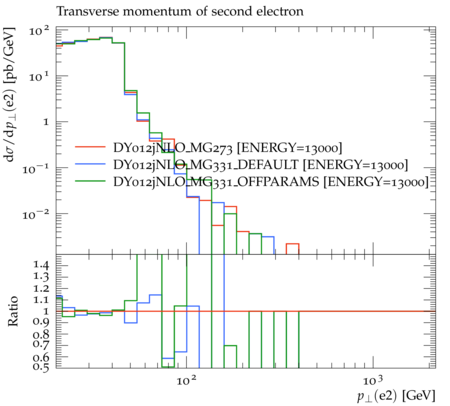 Transverse momentum of second electron
dσ/dp⊥(e2) [pb/GeV]
10²
10¹
1
10⁻¹
10⁻²
DY012jNLO_MG273 [ENERGY=13000]
DY012jNLO_MG331_DEFAULT [ENERGY=13000]
DY012jNLO_MG331_OFFPARAMS [ENERGY=13000]
Ratio
1.4
1.3
1.2
1.1
1
0.9
0.8
0.7
0.6
0.5
10² 10³
p⊥(e2) [GeV]